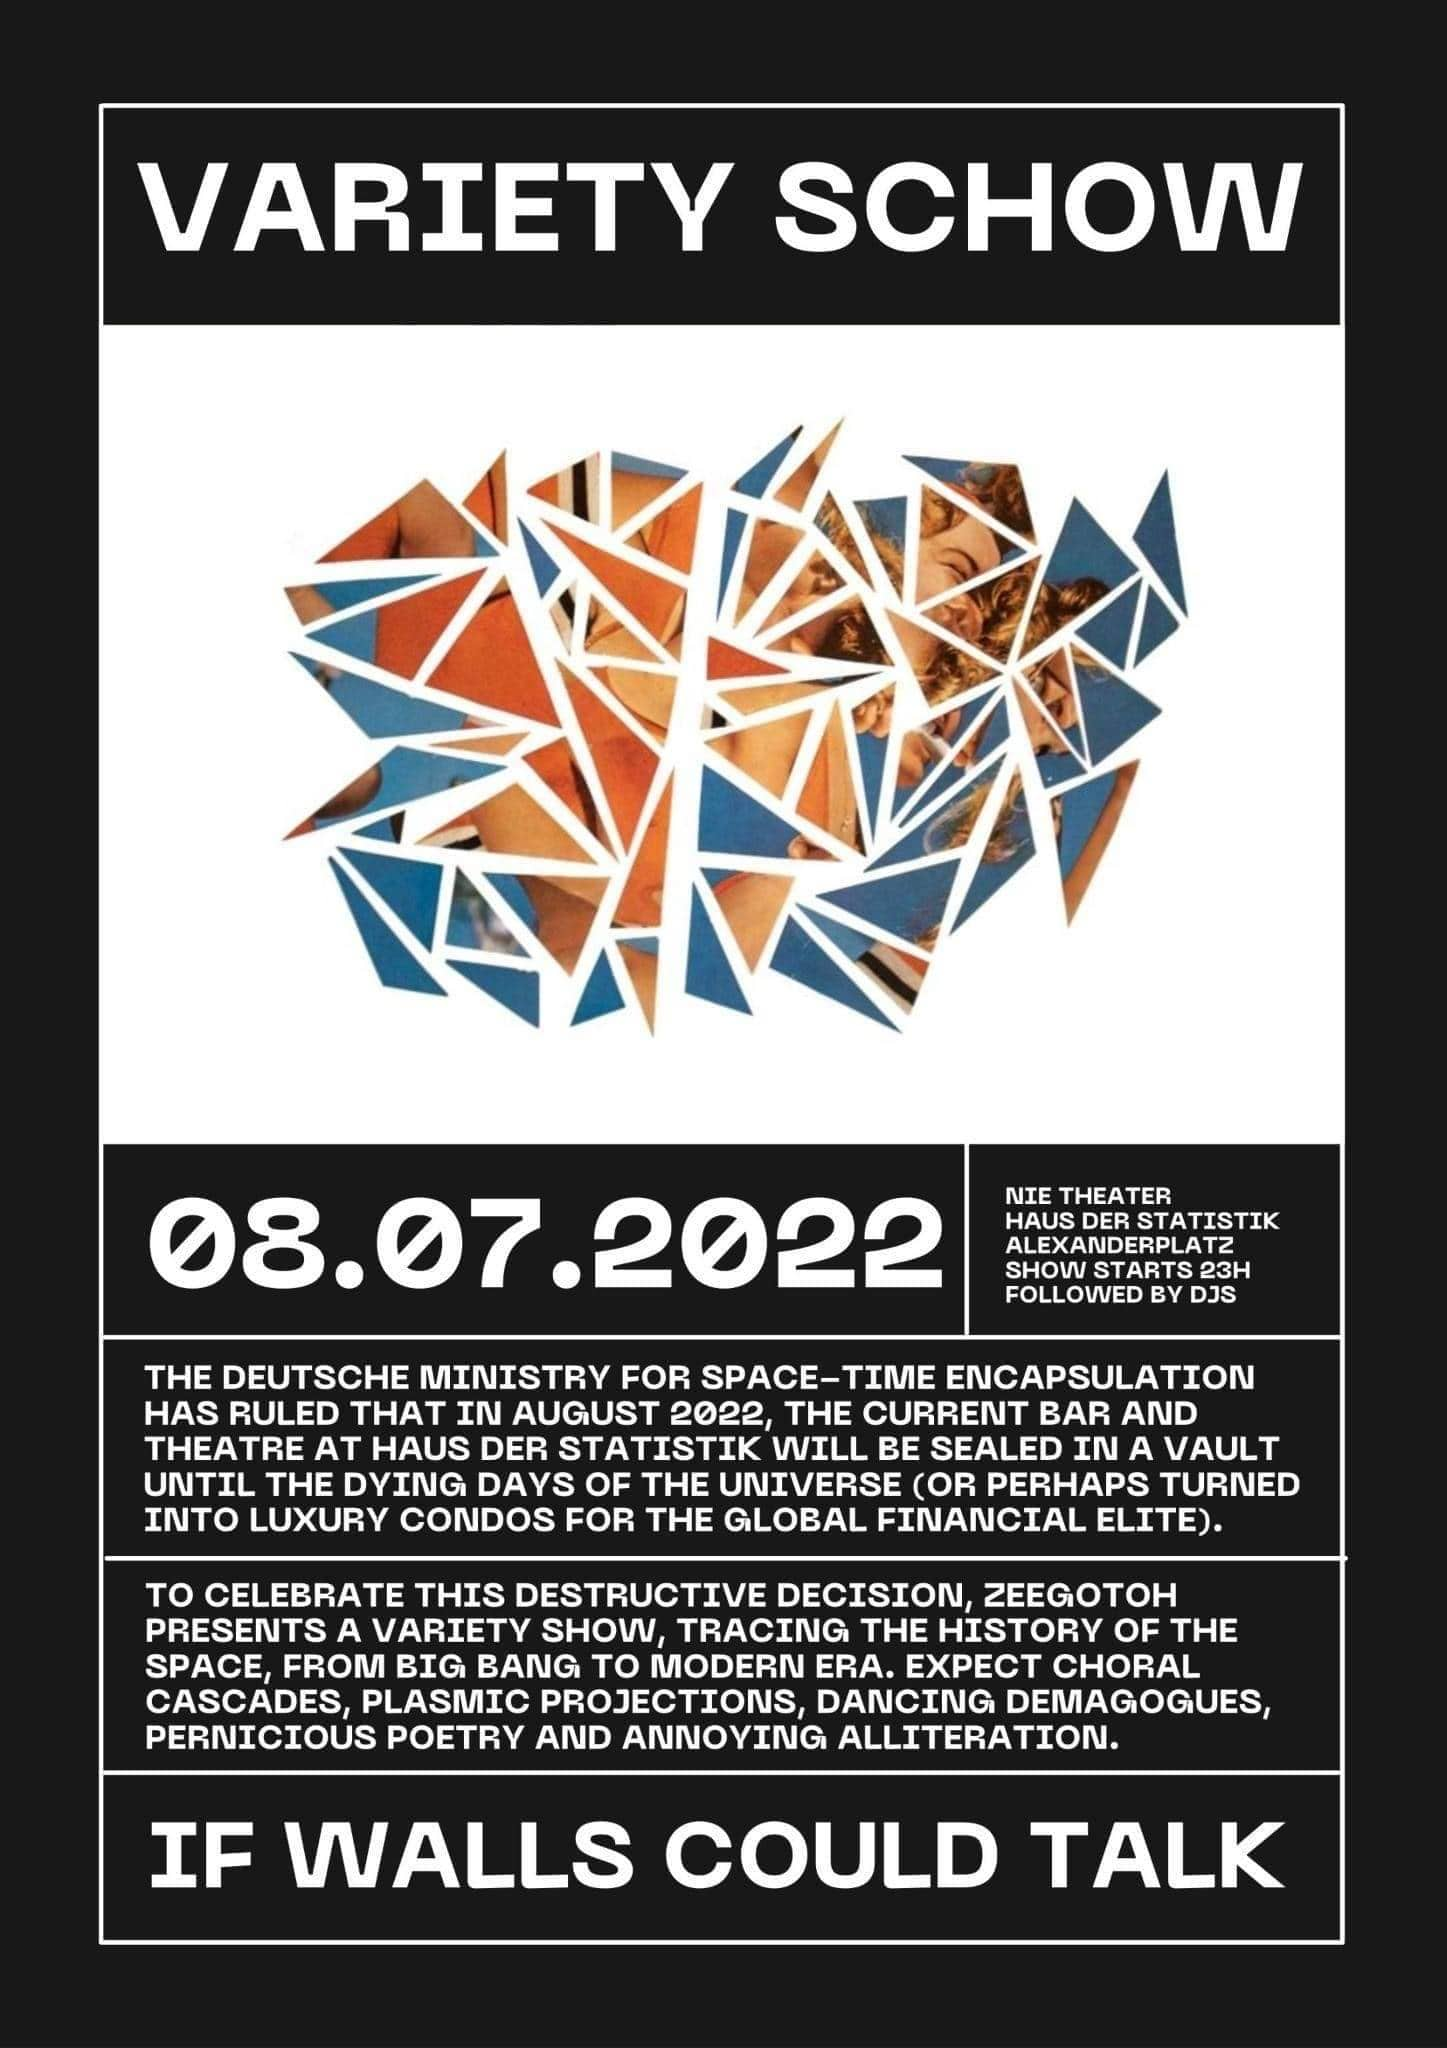 VARIETY SCHOW
08.07.2022
NIE THEATER
HAUS DER STATISTIK
ALEXANDERPLATZ
SHOW STARTS 23H
FOLLOWED BY DJS
THE DEUTSCHE MINISTRY FOR SPACE-TIME ENCAPSULATION
HAS RULED THAT IN AUGUST 2022, THE CURRENT BAR AND
THEATRE AT HAUS DER STATISTIK WILL BE SEALED IN A VAULT
UNTIL THE DYING DAYS OF THE UNIVERSE (OR PERHAPS TURNED
INTO LUXURY CONDOS FOR THE GLOBAL FINANCIAL ELITE).
TO CELEBRATE THIS DESTRUCTIVE DECISION, ZEEGOTOH
PRESENTS A VARIETY SHOW, TRACING THE HISTORY OF THE
SPACE, FROM BIG BANG TO MODERN ERA. EXPECT CHORAL
CASCADES, PLASMIC PROJECTIONS, DANCING DEMAGOGUES,
PERNICIOUS POETRY AND ANNOYING ALLITERATION.
IF WALLS COULD TALK